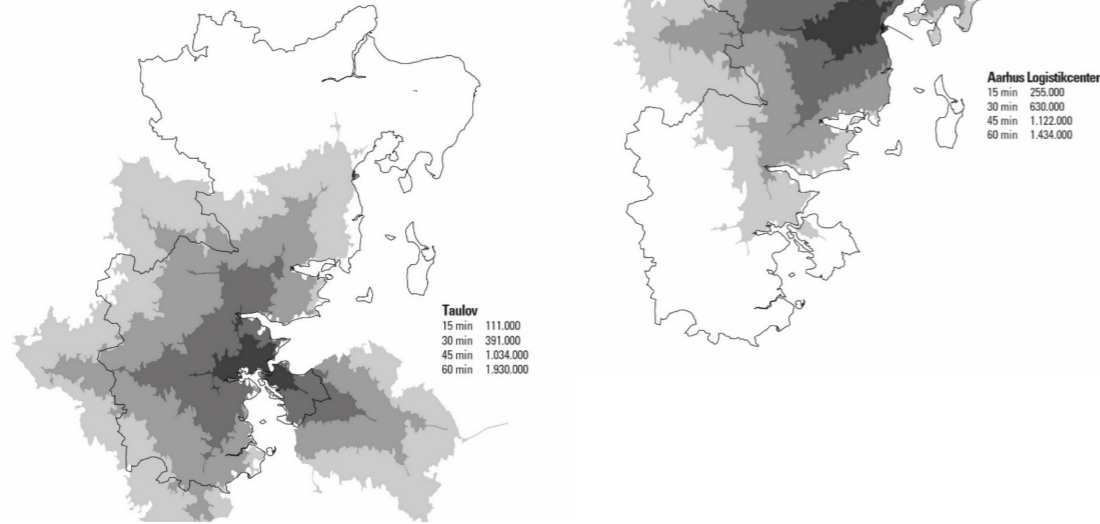 Taulov
15 min 111.000
30 min 391.000
45 min 1.034.000
60 min 1.930.000
Aarhus Logistikcenter
15 min 255.000
30 min 630.000
45 min 1.122.000
60 min 1.434.000